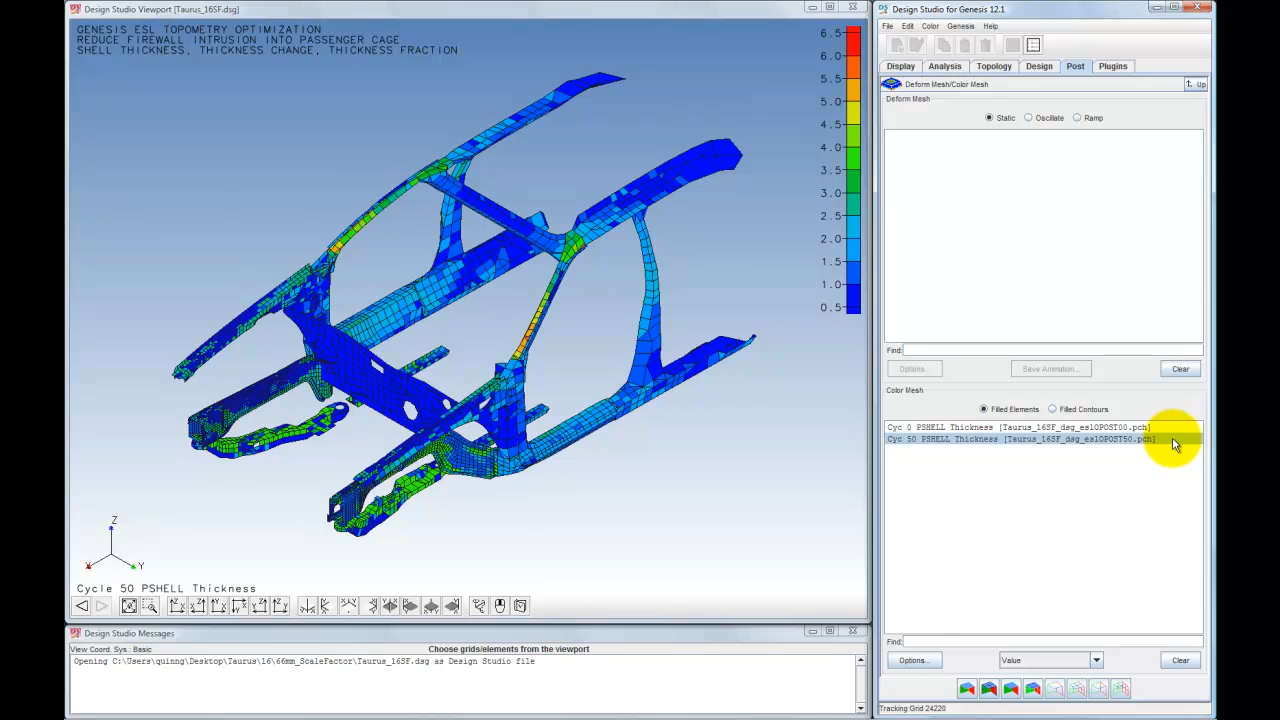 Design Studio Viewport [Taurus_16SF.dsg]
GENESIS ESL TOPOMETRY OPTIMIZATION
REDUCE FIREWALL INTRUSION INTO PASSENGER CAGE
SHELL THICKNESS, THICKNESS CHANGE, THICKNESS FRACTION
6.5
6.0
5.5
5.0
4.5
4.0
3.5
3.0
2.5
2.0
1.5
1.0
0.5
Z
X
Y
Cycle 50 PSHELL Thickness
Design Studio Messages
View Coord. Sys : Basic
Choose grids/elements from the viewport
Opening C:\Users\quinng\Desktop\Taurus\16\66mm_ScaleFactor\Taurus_16SF.dsg as Design Studio file
Design Studio for Genesis 12.1
File Edit Color Genesis Help
Display Analysis Topology Design Post Plugins
Deform Mesh/Color Mesh
Up
Deform Mesh
Static Oscillate Ramp
Find:
Options... Save Animation... Clear
Color Mesh
Filled Elements Filled Contours
Cyc 0 PSHELL Thickness [Taurus_16SF_dsg_eslOPOST00.pch]
Cyc 50 PSHELL Thickness [Taurus_16SF_dsg_eslOPOST50.pch]
Find:
Options... Value Clear
Tracking Grid 24220